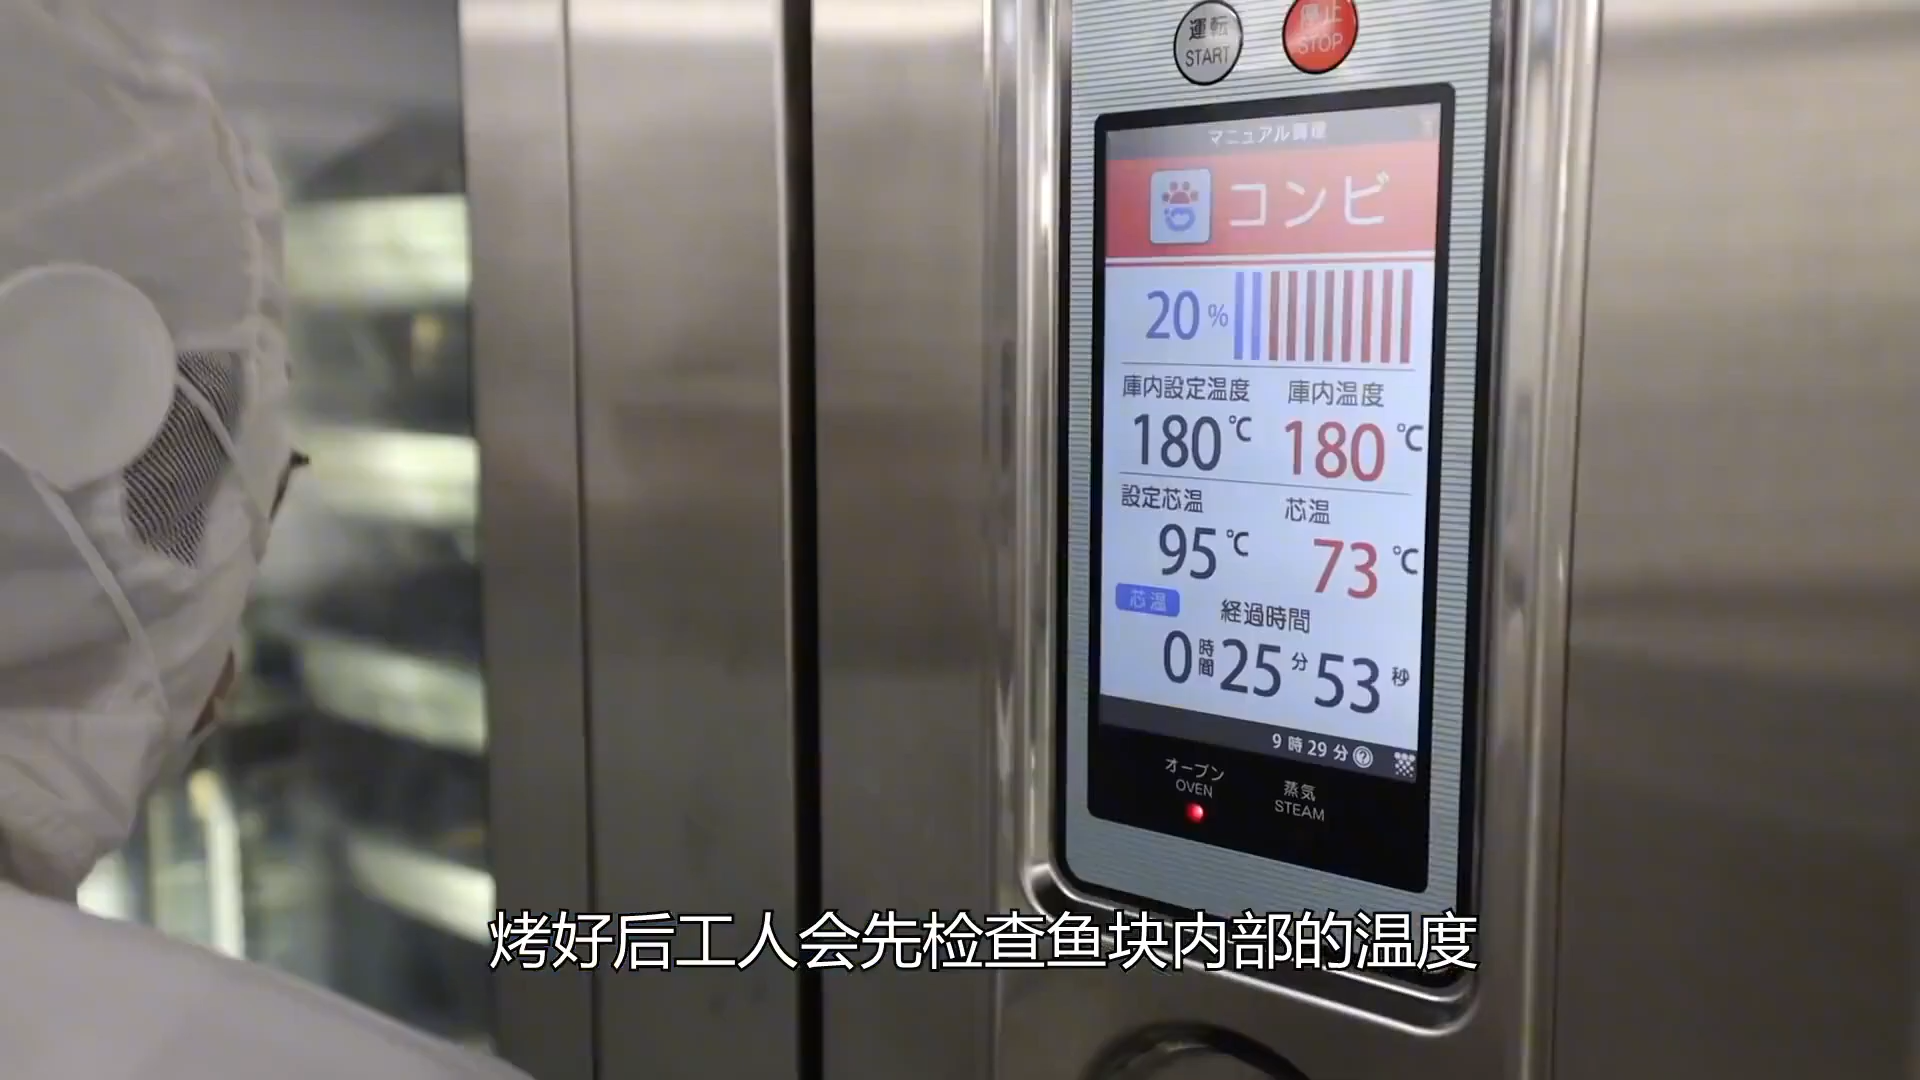 運転 停止
START STOP
マニュアル調理
コンビ
20%
庫内設定温度 庫内温度
180℃ 180℃
設定芯温 芯温
95℃ 73℃
芯温 経過時間
0時間25分53秒
9時29分
オーブン 蒸気
OVEN STEAM
烤好后工人会先检查鱼块内部的温度